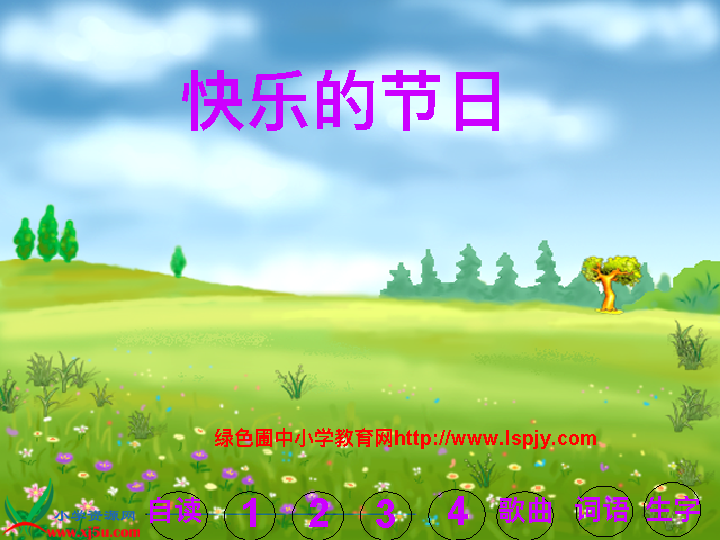 快乐的节日
绿色圃中小学教育网http://www.lspjy.com
自读 1 2 3 4 歌曲 词语 生字
小学资源网
www.xj3u.com